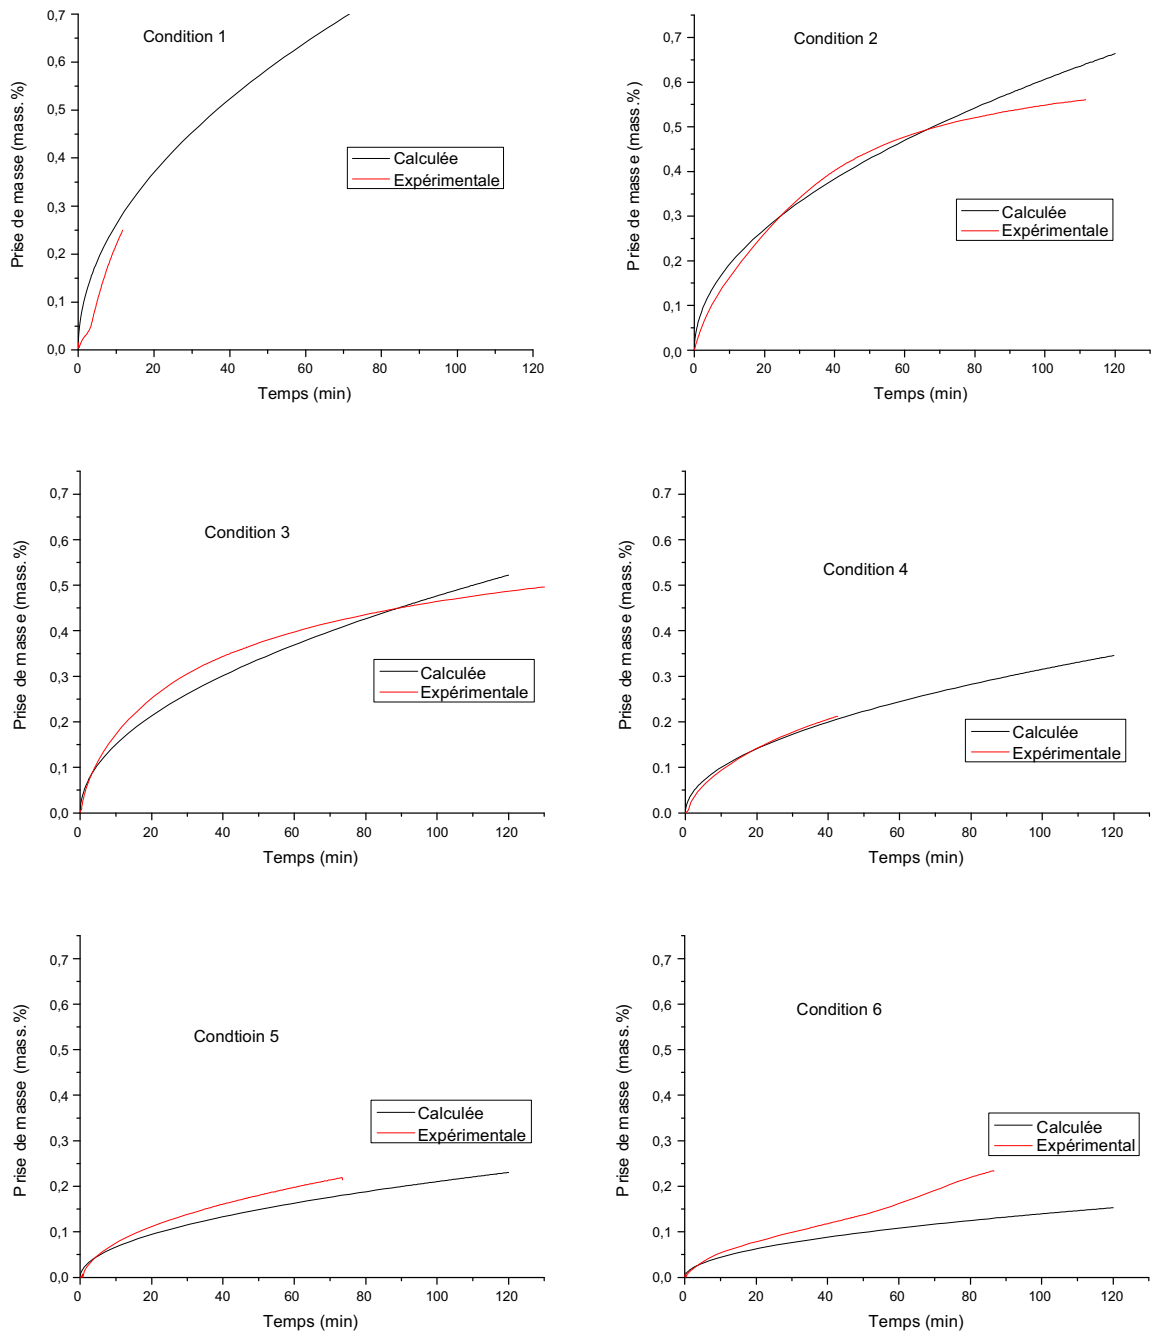 Condition 1
Prise de masse (mass.%)
0,7
0,6
0,5
0,4
0,3
0,2
0,1
0,0
Calculée
Expérimentale
0 20 40 60 80 100 120
Temps (min)
Condition 2
Prise de masse (mass.%)
0,7
0,6
0,5
0,4
0,3
0,2
0,1
0,0
Calculée
Expérimentale
0 20 40 60 80 100 120
Temps (min)
Condition 3
Prise de masse (mass.%)
0,7
0,6
0,5
0,4
0,3
0,2
0,1
0,0
Calculée
Expérimentale
0 20 40 60 80 100 120
Temps (min)
Condition 4
Prise de masse (mass.%)
0.7
0.6
0.5
0.4
0.3
0.2
0.1
0.0
Calculée
Expérimentale
0 20 40 60 80 100 120
Temps (min)
Condtioin 5
Prise de masse (mass.%)
0,7
0,6
0,5
0,4
0,3
0,2
0,1
0,0
Calculée
Expérimentale
0 20 40 60 80 100 120
Temps (min)
Condition 6
Prise de masse (mass.%)
0,7
0,6
0,5
0,4
0,3
0,2
0,1
0,0
Calculée
Expérimental
0 20 40 60 80 100 120
Temps (min)